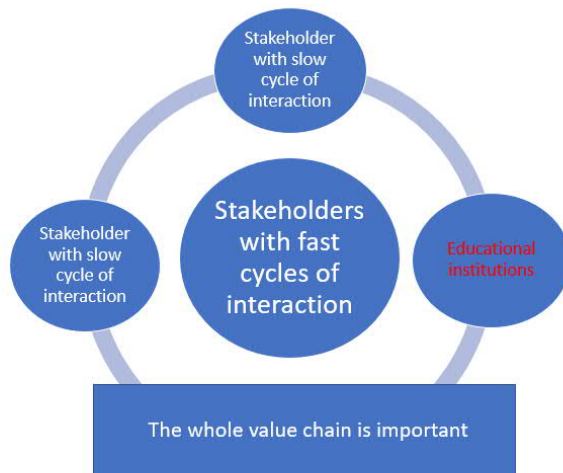 Stakeholder
with slow
cycle of
interaction
Stakeholders
with fast
cycles of
interaction
Stakeholder
with slow
cycle of
interaction
Educational
institutions
The whole value chain is important